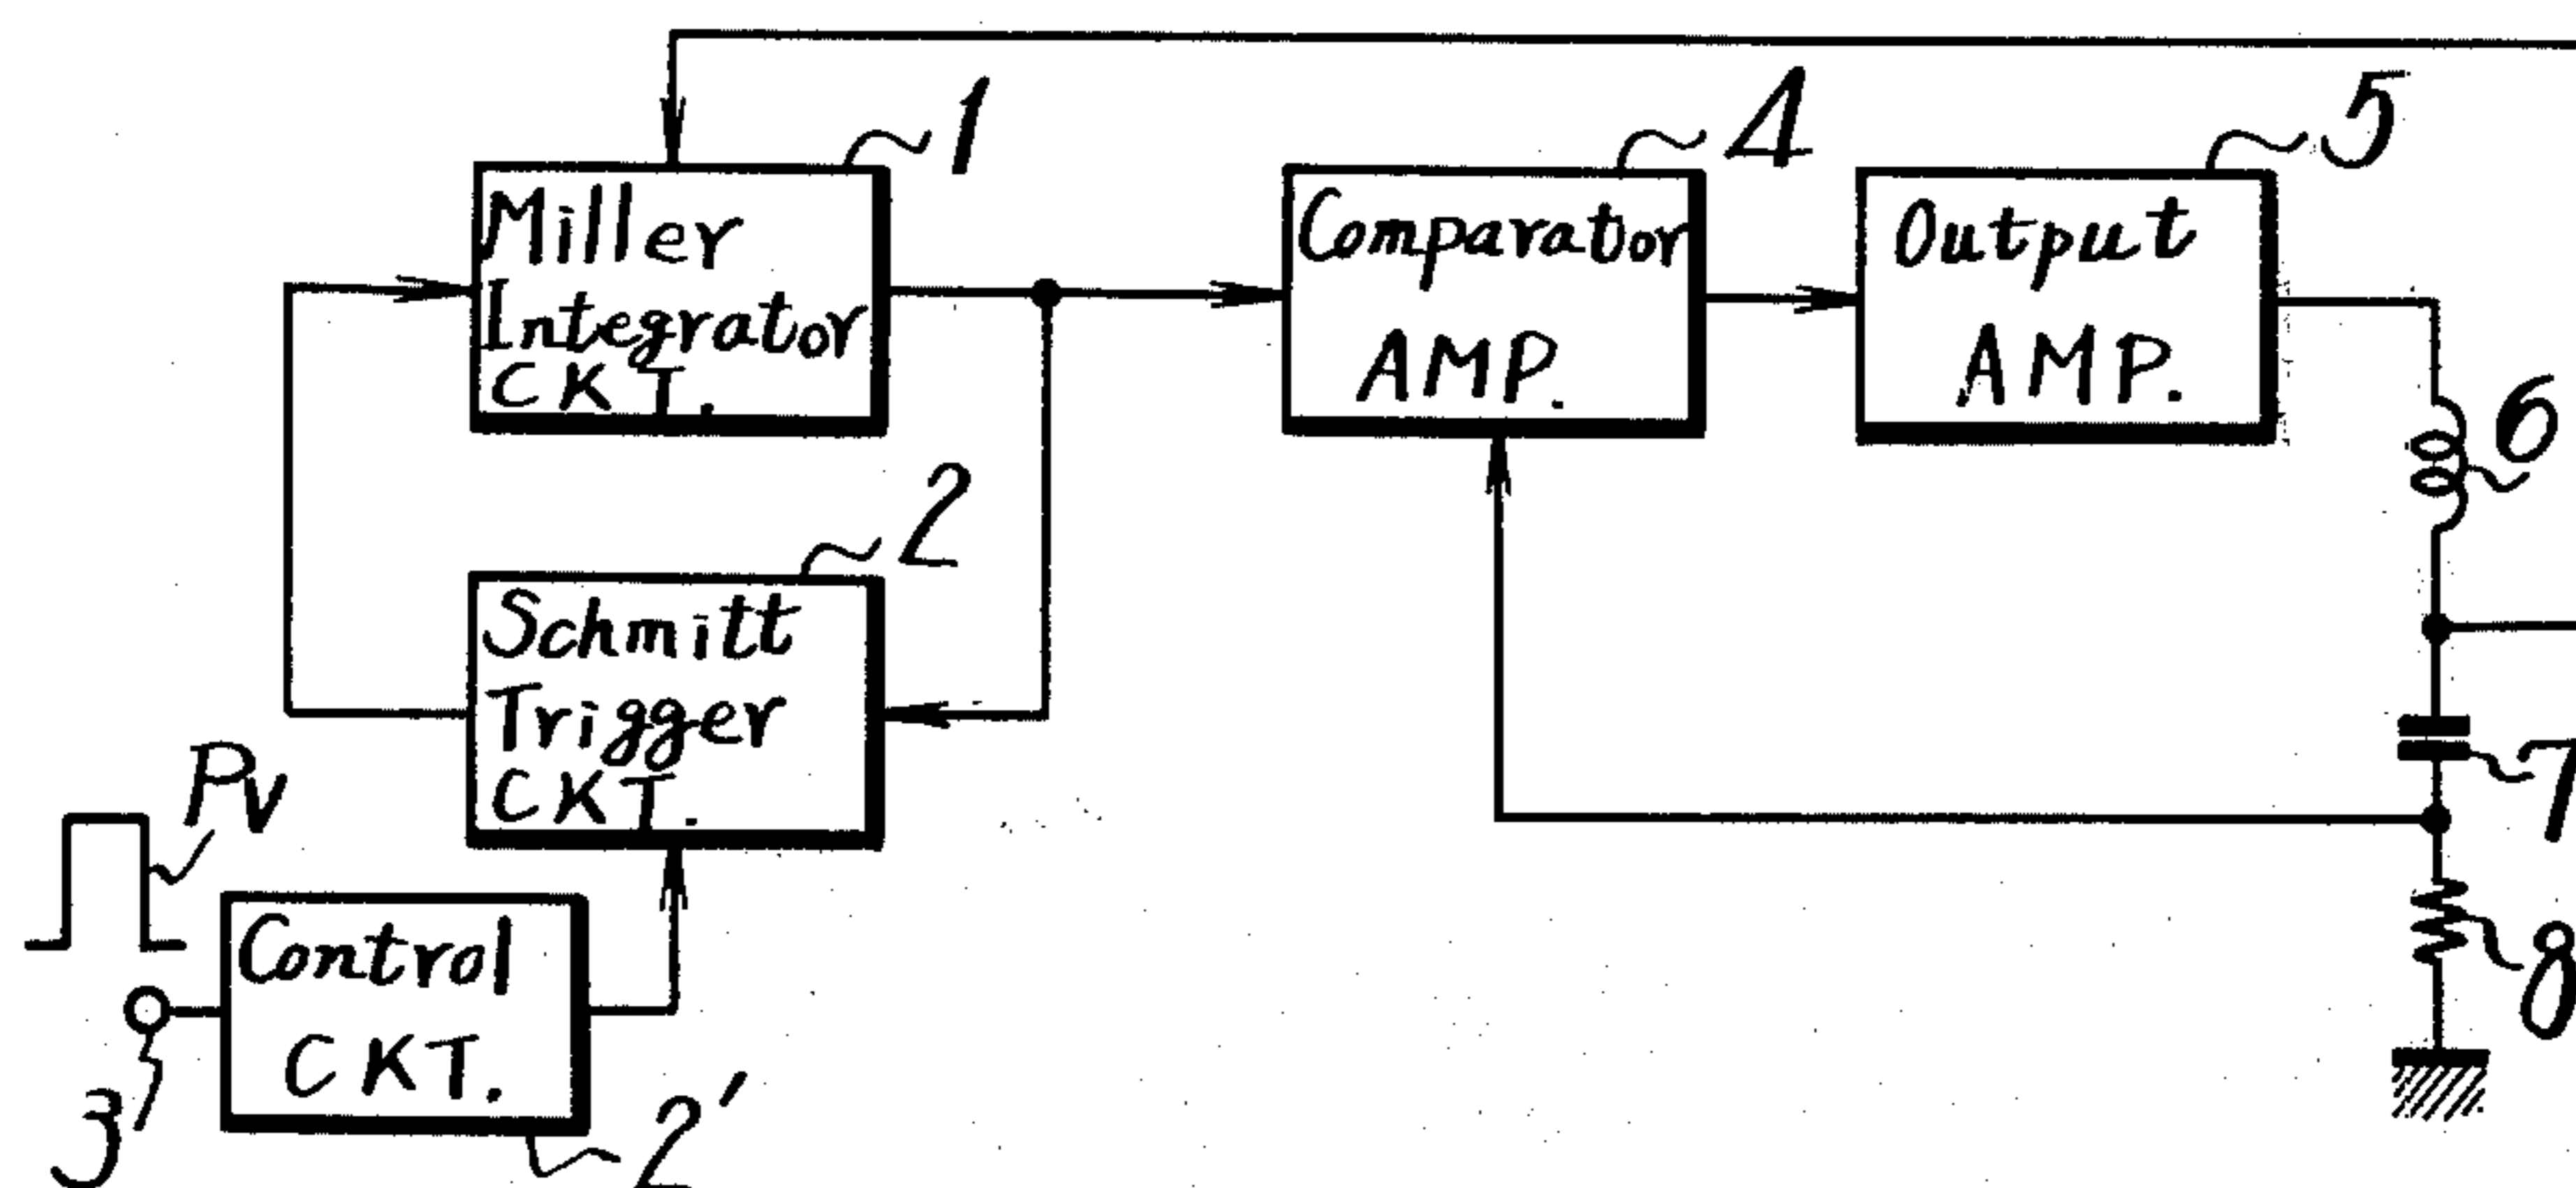 1
Miller
Integrator
CKT.
4
Comparator
AMP.
5
Output
AMP.
6
2
Schmitt
Trigger
CKT.
7
Pv
8
Control
CKT.
3
2'